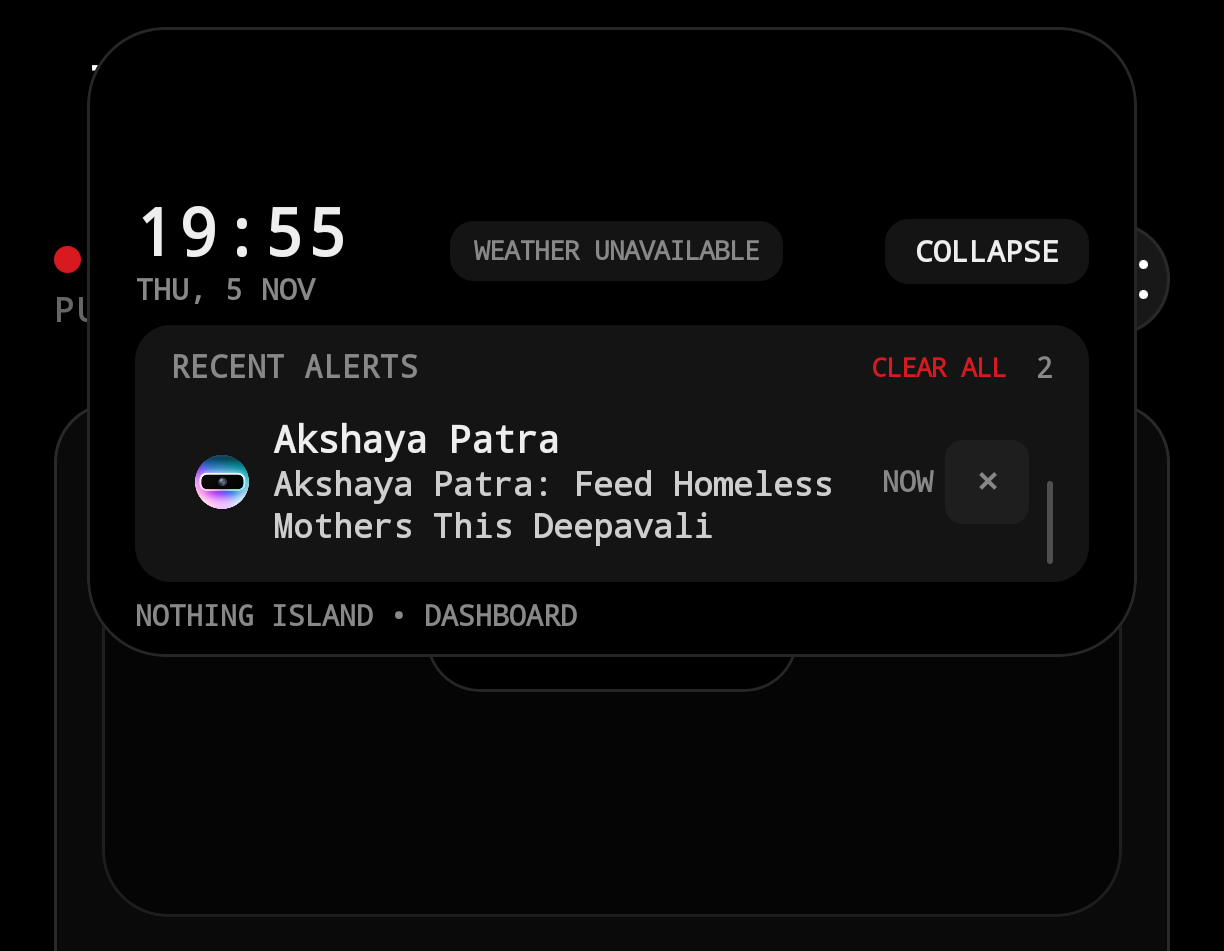 19:55
THU, 5 NOV
WEATHER UNAVAILABLE
COLLAPSE
RECENT ALERTS
CLEAR ALL
2
Akshaya Patra
Akshaya Patra: Feed Homeless
Mothers This Deepavali
NOW
×
NOTHING ISLAND • DASHBOARD